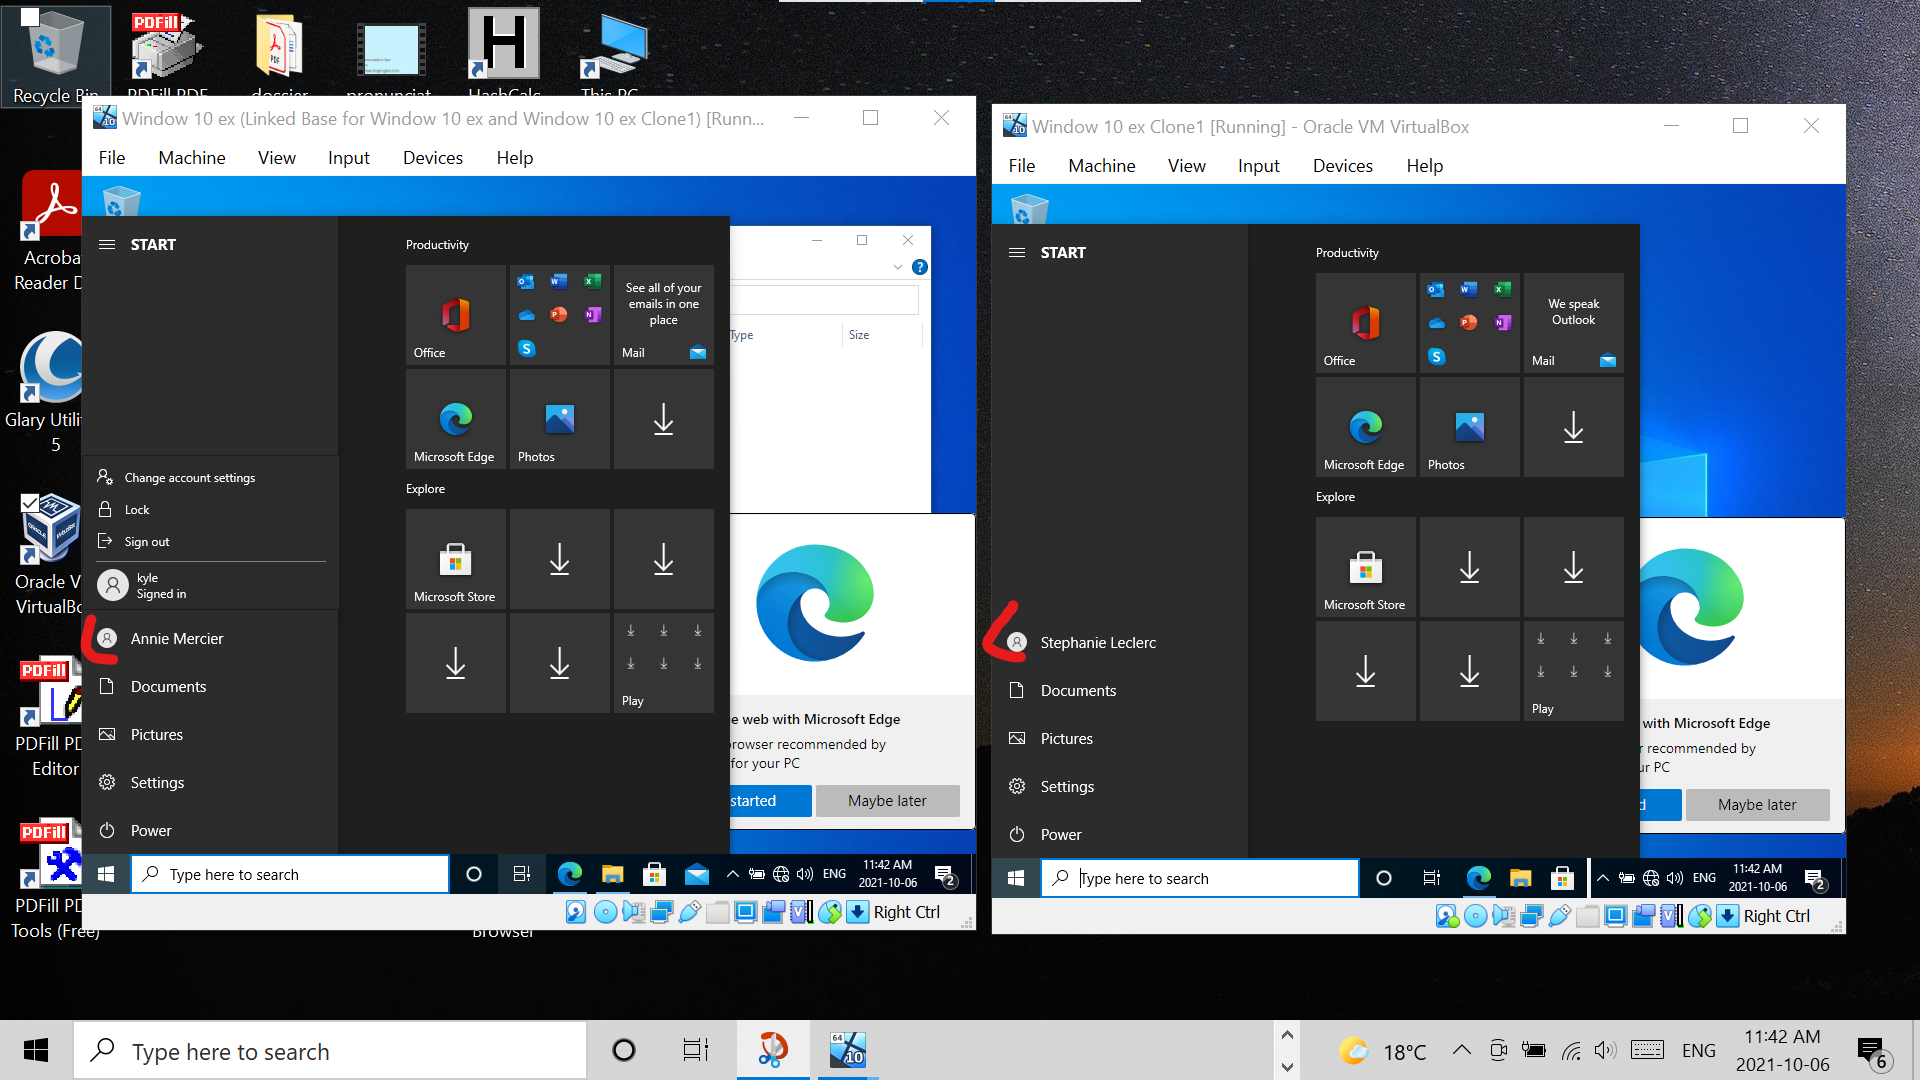 Recycle Bin
PDFill PDF
dossier
pronunciat
HashCalc
This PC
Acroba
Reader D
Glary Utili
5
Oracle V
VirtualBo
PDFill PD
Editor
PDFill PD
Tools (Free)
Browser
Window 10 ex (Linked Base for Window 10 ex and Window 10 ex Clone1) [Runn...
File Machine View Input Devices Help
START
Productivity
Office
See all of your
emails in one
place
Mail
Microsoft Edge
Photos
Explore
Microsoft Store
Play
Change account settings
Lock
Sign out
kyle
Signed in
Annie Mercier
Documents
Pictures
Settings
Power
Type
Size
e web with Microsoft Edge
browser recommended by
for your PC
started
Maybe later
Type here to search
ENG
11:42 AM
2021-10-06
2
Right Ctrl
Window 10 ex Clone1 [Running] - Oracle VM VirtualBox
File Machine View Input Devices Help
START
Productivity
Office
We speak
Outlook
Mail
Microsoft Edge
Photos
Explore
Microsoft Store
Play
Stephanie Leclerc
Documents
Pictures
Settings
Power
with Microsoft Edge
r recommended by
ur PC
d
Maybe later
Type here to search
ENG
11:42 AM
2021-10-06
2
Right Ctrl
Type here to search
18°C
ENG
11:42 AM
2021-10-06
6